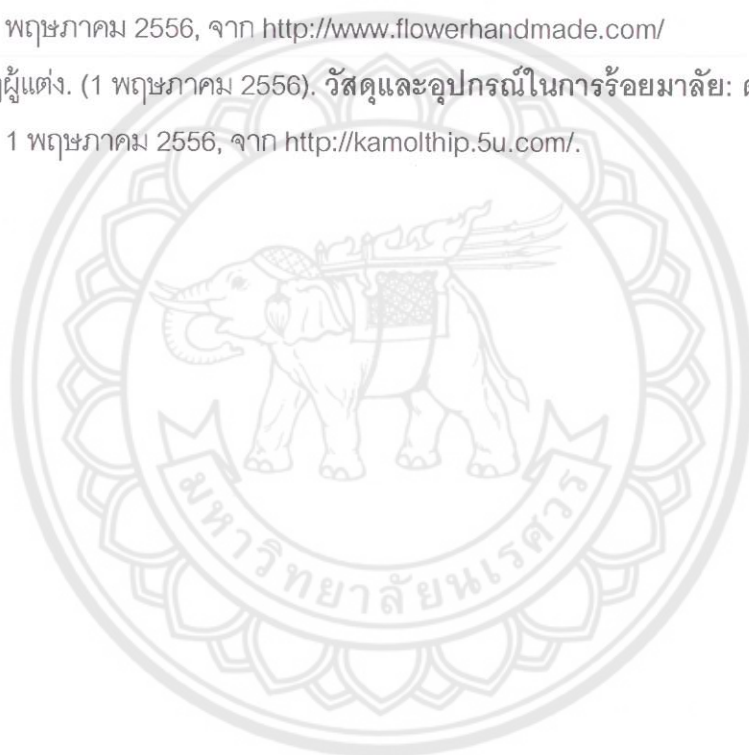 พฤษภาคม 2556, จาก http://www.flowerhandmade.com/
ผู้แต่ง. (1 พฤษภาคม 2556). วัสดุและอุปกรณ์ในการร้อยมาลัย:
1 พฤษภาคม 2556, จาก http://kamolthip.5u.com/.
มหาวิทยาลัยนเรศวร